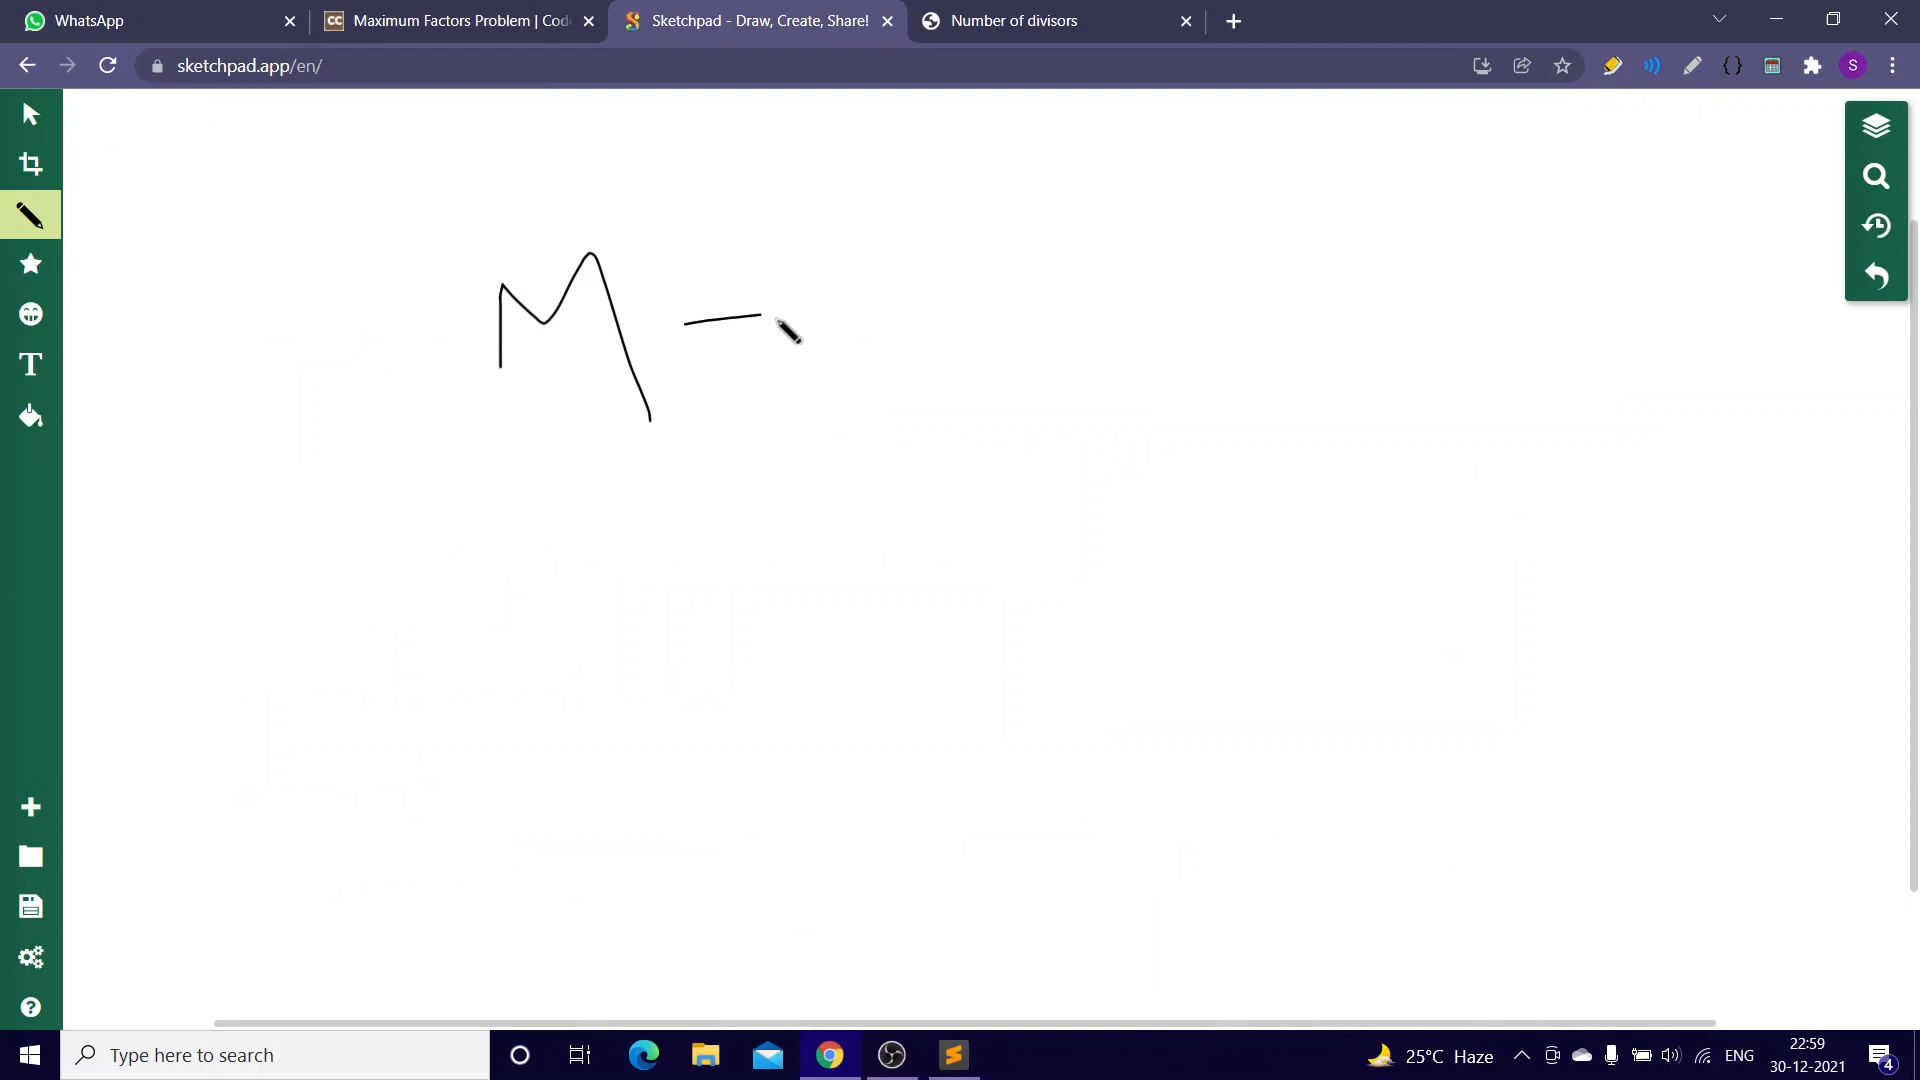 WhatsApp
Maximum Factors Problem | Cod
Sketchpad - Draw, Create, Share!
Number of divisors
sketchpad.app/en/
S
M —
T
Type here to search
25°C Haze
ENG
22:59
30-12-2021
4